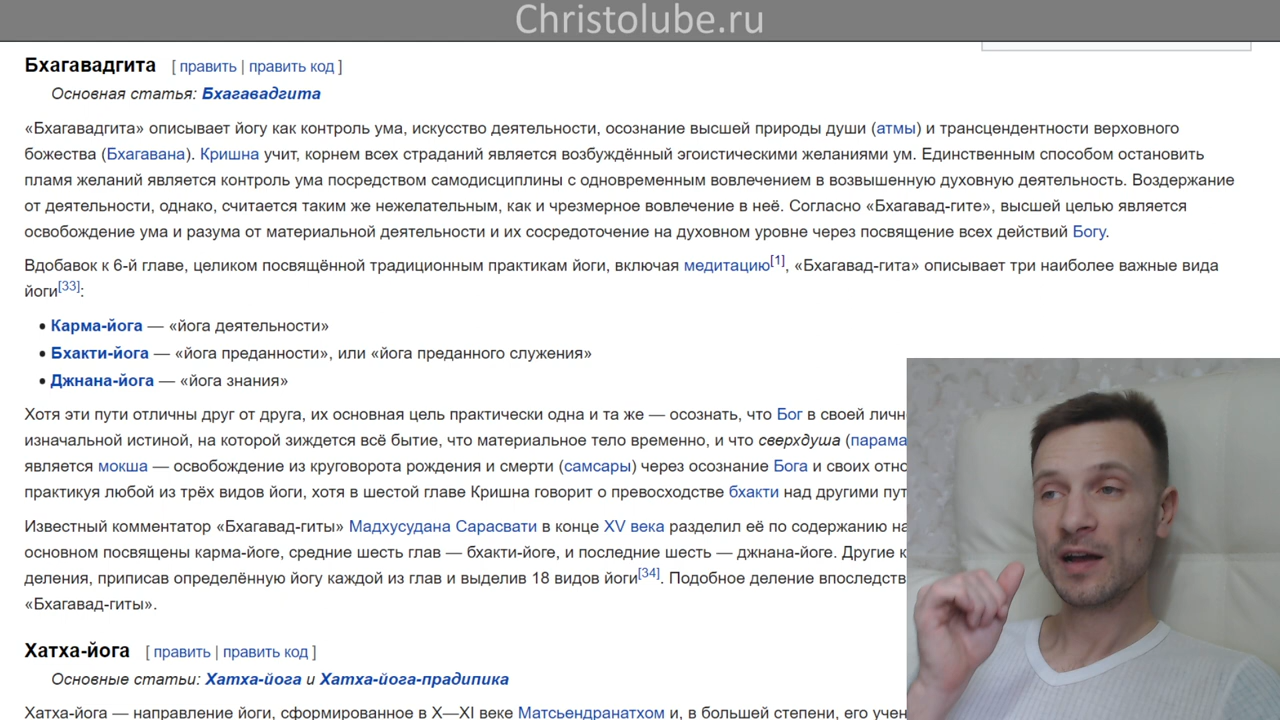 Christolube.ru
Бхагавадгита [ править | править код ]
Основная статья: Бхагавадгита
«Бхагавадгита» описывает йогу как контроль ума, искусство деятельности, осознание высшей природы души (атмы) и трансцендентности верховного
божества (Бхагавана). Кришна учит, корнем всех страданий является возбуждённый эгоистическими желаниями ум. Единственным способом остановить
пламя желаний является контроль ума посредством самодисциплины с одновременным вовлечением в возвышенную духовную деятельность. Воздержание
от деятельности, однако, считается таким же нежелательным, как и чрезмерное вовлечение в неё. Согласно «Бхагавад-гите», высшей целью является
освобождение ума и разума от материальной деятельности и их сосредоточение на духовном уровне через посвящение всех действий Богу.
Вдобавок к 6-й главе, целиком посвящённой традиционным практикам йоги, включая медитацию[1], «Бхагавад-гита» описывает три наиболее важные вида
йоги[33]:
• Карма-йога — «йога деятельности»
• Бхакти-йога — «йога преданности», или «йога преданного служения»
• Джнана-йога — «йога знания»
Хотя эти пути отличны друг от друга, их основная цель практически одна и та же — осознать, что Бог в своей личн
изначальной истиной, на которой зиждется всё бытие, что материальное тело временно, и что сверхдуша (парама
является мокша — освобождение из круговорота рождения и смерти (самсары) через осознание Бога и своих отно
практикуя любой из трёх видов йоги, хотя в шестой главе Кришна говорит о превосходстве бхакти над другими пут
Известный комментатор «Бхагавад-гиты» Мадхусудана Сарасвати в конце XV века разделил её по содержанию на
основном посвящены карма-йоге, средние шесть глав — бхакти-йоге, и последние шесть — джнана-йоге. Другие к
деления, приписав определённую йогу каждой из глав и выделив 18 видов йоги[34]. Подобное деление впоследств
«Бхагавад-гиты».
Хатха-йога [ править | править код ]
Основные статьи: Хатха-йога и Хатха-йога-прадипика
Хатха-йога — направление йоги, сформированное в X—XI веке Матсьендранатхом и, в большей степени, его учен